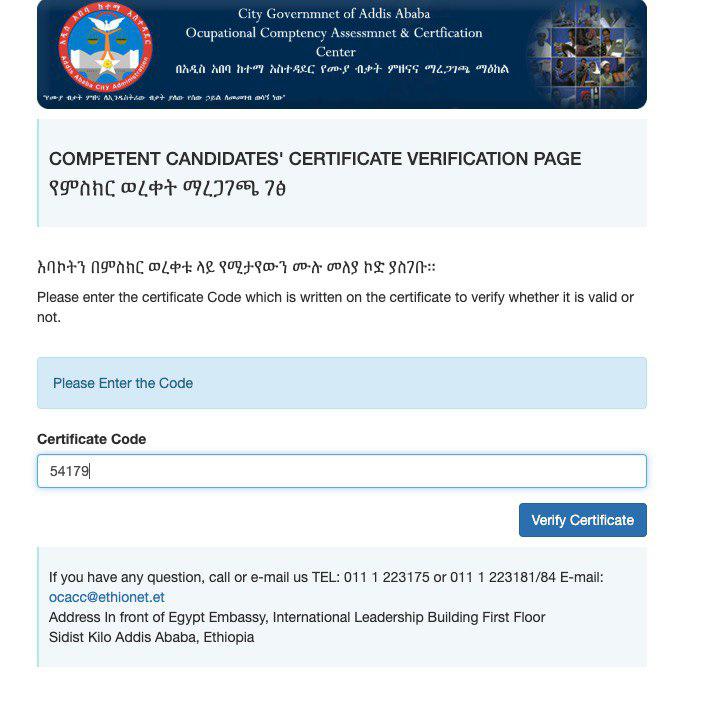 City Governmnet of Addis Ababa
Ocupational Comptency Assessmnet & Certfication
Center
በአዲስ አበባ ከተማ አስተዳደር የሙያ ብቃት ምዘናና ማረጋገጫ ማዕከል
"የሙያ ብቃት ምዘና ለኢንዱስትሪው ብቃት ያለው የሰው ኃይል ለመመገብ ወሳኝ ነው"
አዲስ አበባ ከተማ አስተዳደር
Addis Ababa City Administration
COMPETENT CANDIDATES' CERTIFICATE VERIFICATION PAGE
የምስክር ወረቀት ማረጋገጫ ገፅ
እባኮትን በምስክር ወረቀቱ ላይ የሚታየውን ሙሉ መለያ ኮድ ያስገቡ።
Please enter the certificate Code which is written on the certificate to verify whether it is valid or
not.
Please Enter the Code
Certificate Code
54179
Verify Certificate
If you have any question, call or e-mail us TEL: 011 1 223175 or 011 1 223181/84 E-mail:
ocacc@ethionet.et
Address In front of Egypt Embassy, International Leadership Building First Floor
Sidist Kilo Addis Ababa, Ethiopia